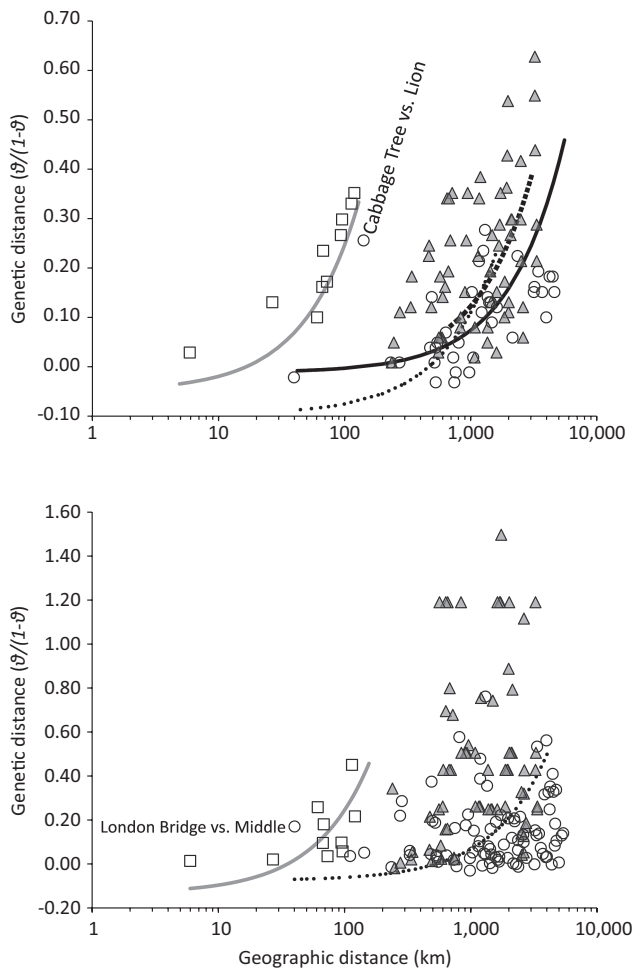 0.70
0.60
0.50
0.40
0.30
0.20
0.10
0.00
-0.10
Genetic distance (ϑ/(1-ϑ)
Cabbage Tree vs. Lion
1 10 100 1,000 10,000
1.60
1.40
1.20
1.00
0.80
0.60
0.40
0.20
0.00
-0.20
Genetic distance (ϑ/(1-ϑ)
London Bridge vs. Middle
1 10 100 1,000 10,000
Geographic distance (km)